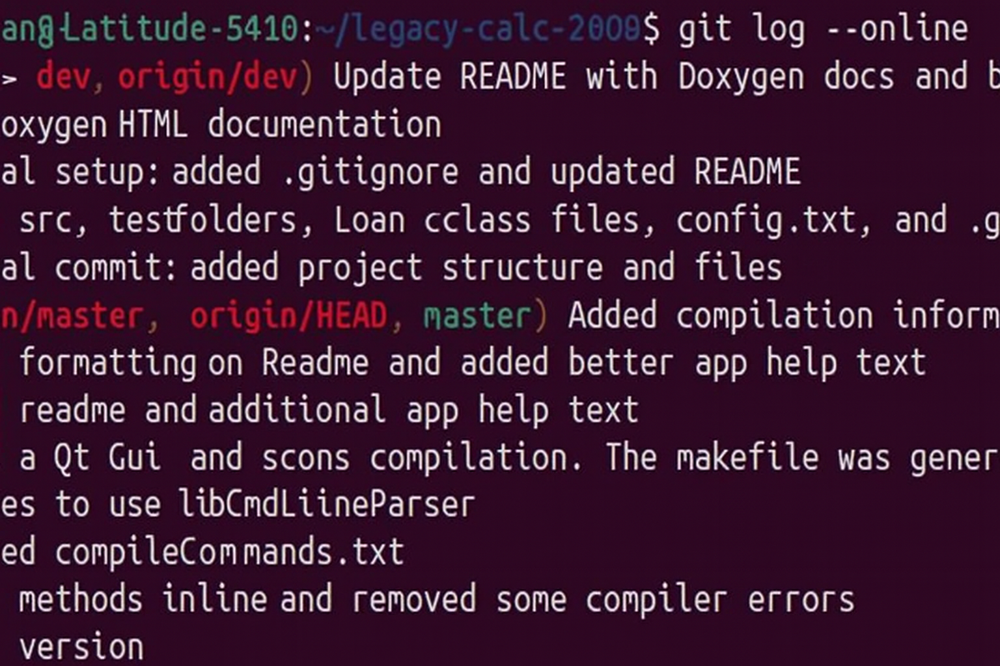 an@Latitude-5410:~/legacy-calc-2009$ git log --online
> dev, origin/dev) Update README with Doxygen docs and b
oxygen HTML documentation
al setup: added .gitignore and updated README
src, testfolders, Loan cclass files, config.txt, and .g
al commit: added project structure and files
n/master, origin/HEAD, master) Added compilation inform
formatting on Readme and added better app help text
readme and additional app help text
a Qt Gui and scons compilation. The makefile was gener
es to use libCmdLiineParser
ed compileCommands.txt
methods inline and removed some compiler errors
version